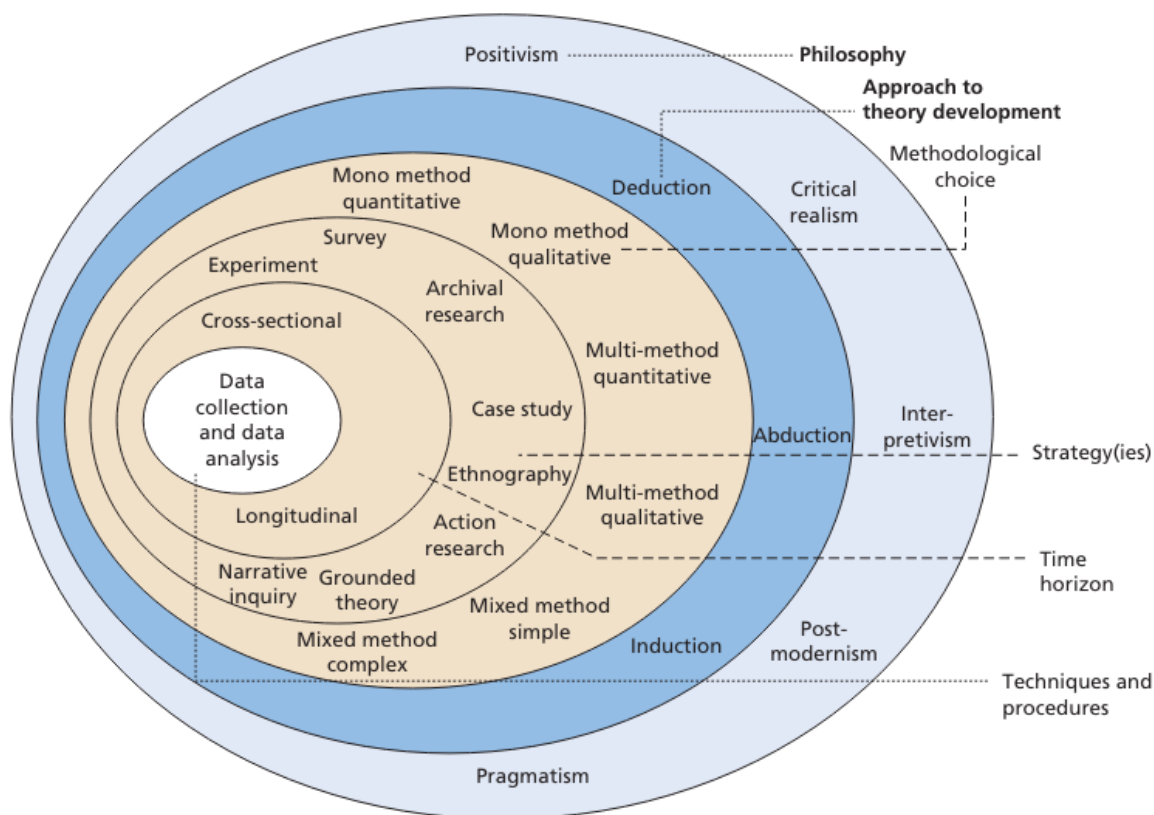 Positivism
Philosophy
Approach to
theory development
Methodological
choice
Mono method
quantitative
Deduction
Critical
realism
Mono method
qualitative
Survey
Experiment
Archival
research
Cross-sectional
Multi-method
quantitative
Data
collection
and data
analysis
Case study
Abduction
Inter-
pretivism
Strategy(ies)
Ethnography
Multi-method
qualitative
Longitudinal
Action
research
Time
horizon
Narrative
inquiry
Grounded
theory
Mixed method
simple
Mixed method
complex
Induction
Post-
modernism
Techniques and
procedures
Pragmatism